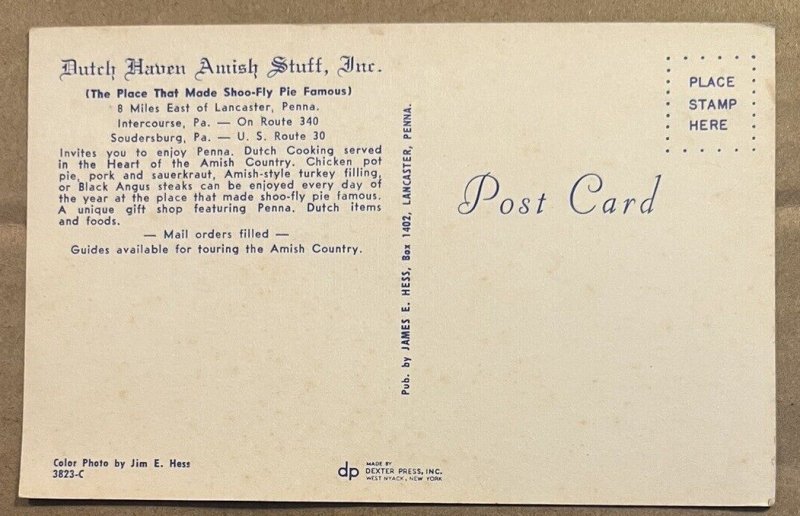 Dutch Haven Amish Stuff, Inc.
(The Place That Made Shoo-Fly Pie Famous)
8 Miles East of Lancaster, Penna.
Intercourse, Pa. — On Route 340
Soudersburg, Pa. — U. S. Route 30
Invites you to enjoy Penna. Dutch Cooking served
in the Heart of the Amish Country. Chicken pot
pie, pork and sauerkraut, Amish-style turkey filling,
or Black Angus steaks can be enjoyed every day of
the year at the place that made shoo-fly pie famous.
A unique gift shop featuring Penna. Dutch items
and foods.
— Mail orders filled —
Guides available for touring the Amish Country.
Color Photo by Jim E. Hess
3823-C
Pub. by JAMES E. HESS, Box 1402, LANCASTER, PENNA.
dp
MADE BY
DEXTER PRESS, INC.
WEST NYACK, NEW YORK
Post Card
PLACE
STAMP
HERE